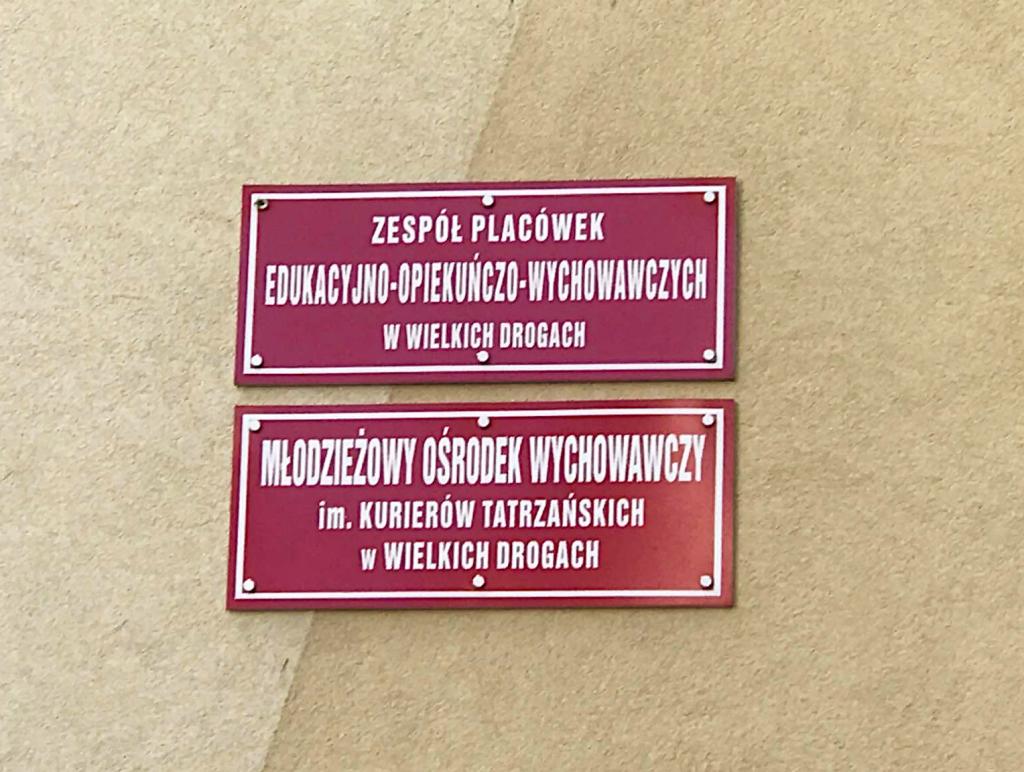 ZESPÓŁ PLACÓWEK
EDUKACYJNO-OPIEKUŃCZO-WYCHOWAWCZYCH
W WIELKICH DROGACH
MŁODZIEŻOWY OŚRODEK WYCHOWAWCZY
im. KURIERÓW TATRZAŃSKICH
w WIELKICH DROGACH